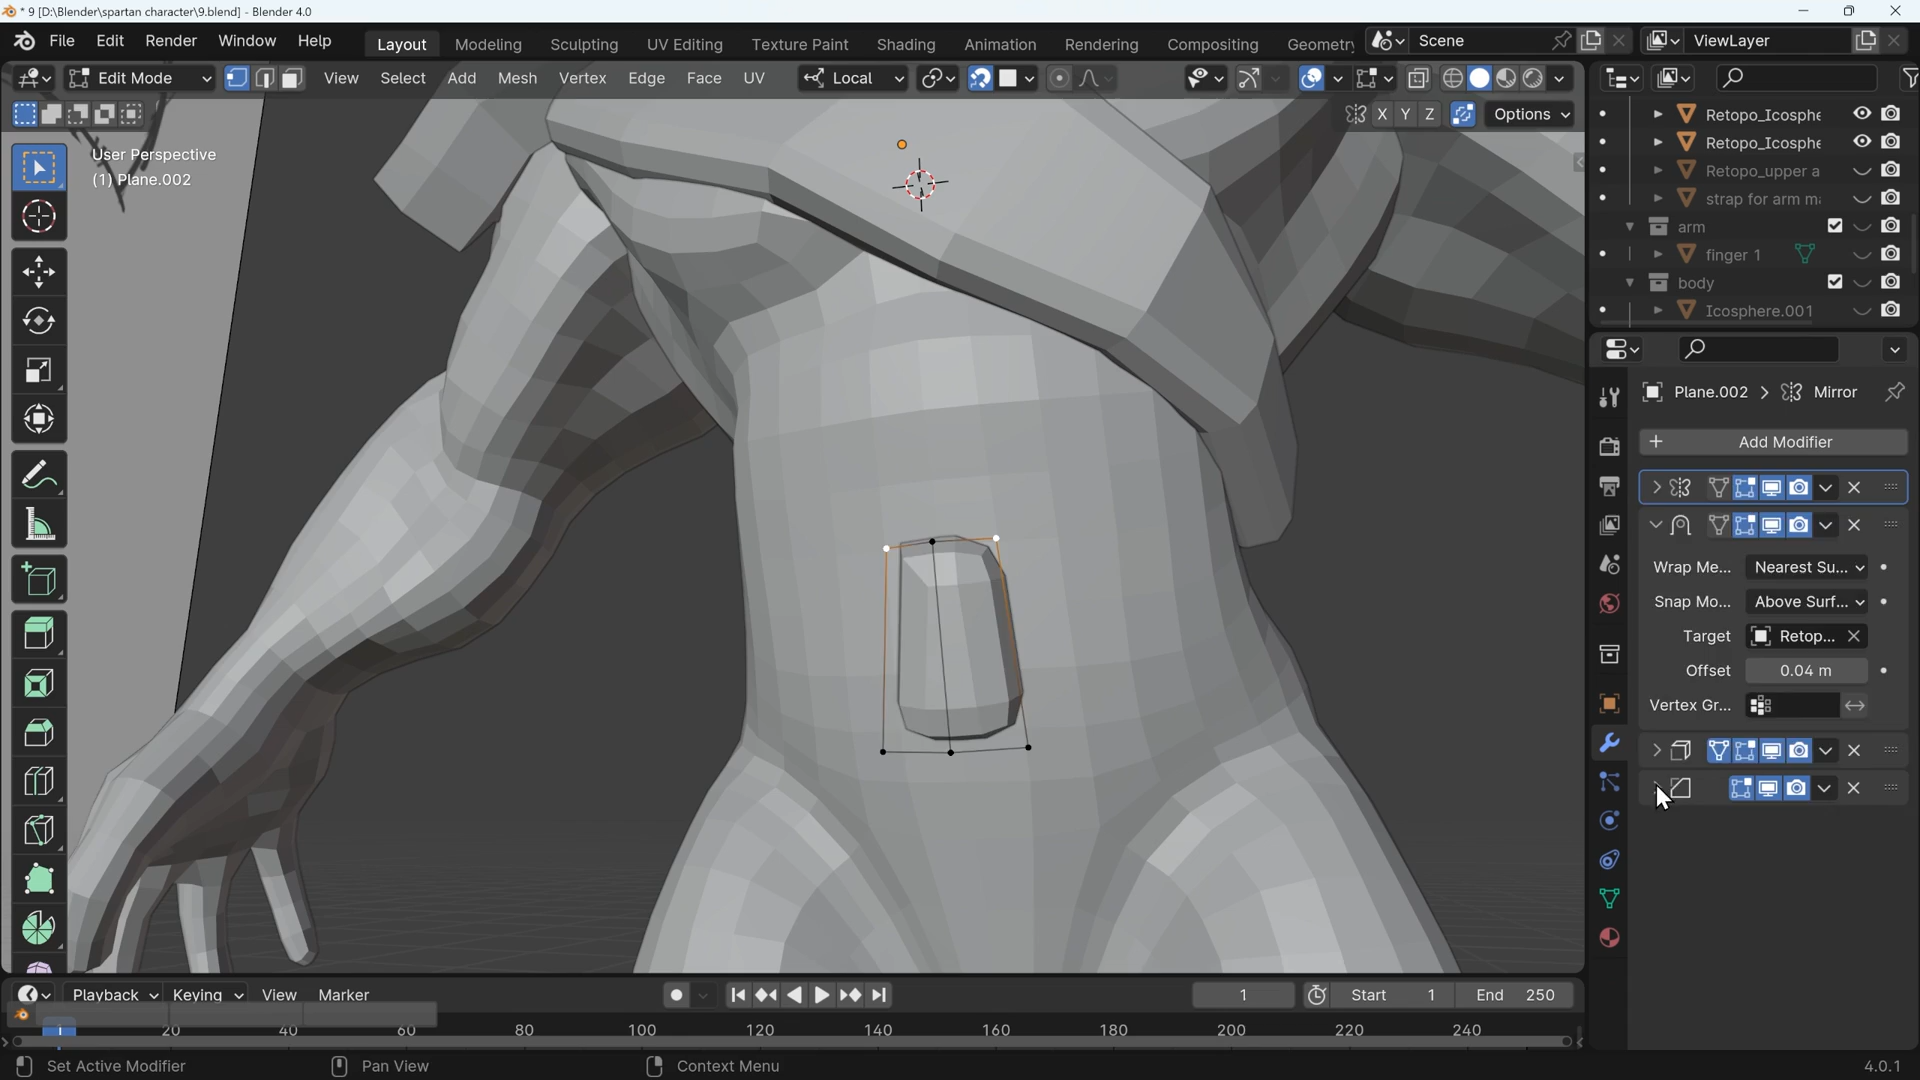 * 9 [D:\Blender\spartan character\9.blend] - Blender 4.0
File Edit Render Window Help
Layout Modeling Sculpting UV Editing Texture Paint Shading Animation Rendering Compositing Geometry
Scene
ViewLayer
Edit Mode
View Select Add Mesh Vertex Edge Face UV
Local
X Y Z
Options
User Perspective
(1) Plane.002
Retopo_Icosphe
Retopo_Icosphe
Retopo_upper a
strap for arm ma
arm
finger 1
body
Icosphere.001
Plane.002 > Mirror
+ Add Modifier
Wrap Me... Nearest Su...
Snap Mo... Above Surf...
Target Retop...
Offset 0.04 m
Vertex Gr...
Playback Keying View Marker
1
Start 1
End 250
1 20 40 60 80 100 120 140 160 180 200 220 240
Set Active Modifier
Pan View
Context Menu
4.0.1